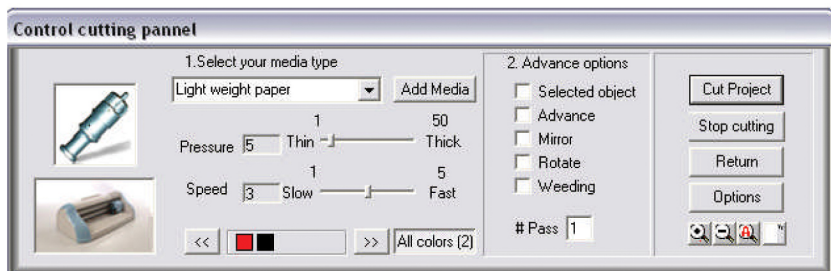 Control cutting pannel
1.Select your media type
Light weight paper
Add Media
1 50
Pressure 5 Thin Thick
1 5
Speed 3 Slow Fast
<< >> All colors (2)
2. Advance options
Selected object
Advance
Mirror
Rotate
Weeding
# Pass 1
Cut Project
Stop cutting
Return
Options
A